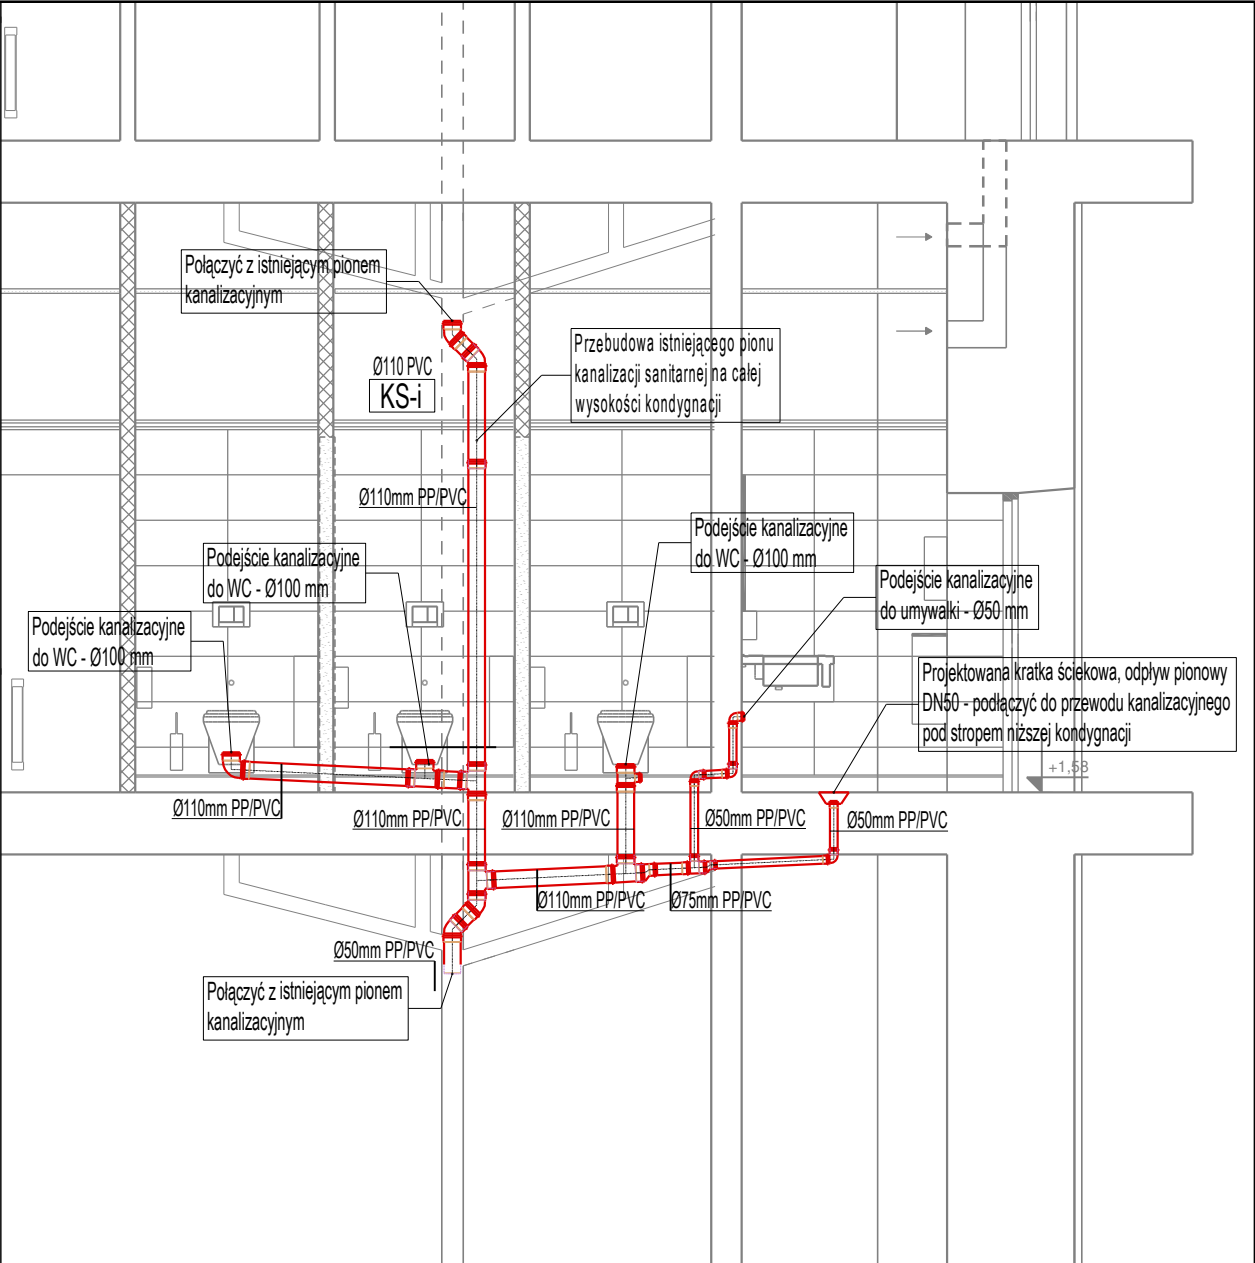 Połączyć z istniejącym pionem
kanalizacyjnym
Przebudowa istniejącego pionu
kanalizacji sanitarnej na całej
wysokości kondygnacji
Ø110 PVC
KS-i
Ø110mm PP/PVC
Podejście kanalizacyjne
do WC - Ø100 mm
Podejście kanalizacyjne
do WC - Ø100 mm
Podejście kanalizacyjne
do umywalki - Ø50 mm
Podejście kanalizacyjne
do WC - Ø100 mm
Projektowana kratka ściekowa, odpływ pionowy
DN50 - podłączyć do przewodu kanalizacyjnego
pod stropem niższej kondygnacji
+1,58
Ø110mm PP/PVC
Ø110mm PP/PVC
Ø110mm PP/PVC
Ø50mm PP/PVC
Ø50mm PP/PVC
Ø110mm PP/PVC
Ø75mm PP/PVC
Ø50mm PP/PVC
Połączyć z istniejącym pionem
kanalizacyjnym